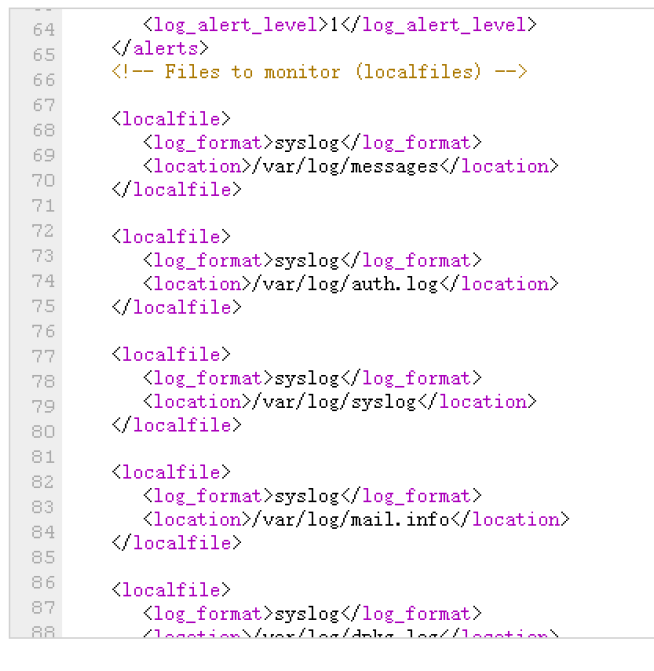 64
65
66
67
68
69
70
71
72
73
74
75
76
77
78
79
80
81
82
83
84
85
86
87
88
<log_alert_level>1</log_alert_level>
</alerts>
<!-- Files to monitor (localfiles) -->
<localfile>
<log_format>syslog</log_format>
<location>/var/log/messages</location>
</localfile>
<localfile>
<log_format>syslog</log_format>
<location>/var/log/auth.log</location>
</localfile>
<localfile>
<log_format>syslog</log_format>
<location>/var/log/syslog</location>
</localfile>
<localfile>
<log_format>syslog</log_format>
<location>/var/log/mail.info</location>
</localfile>
<localfile>
<log_format>syslog</log_format>
<location>/var/log/dpkg.log</location>